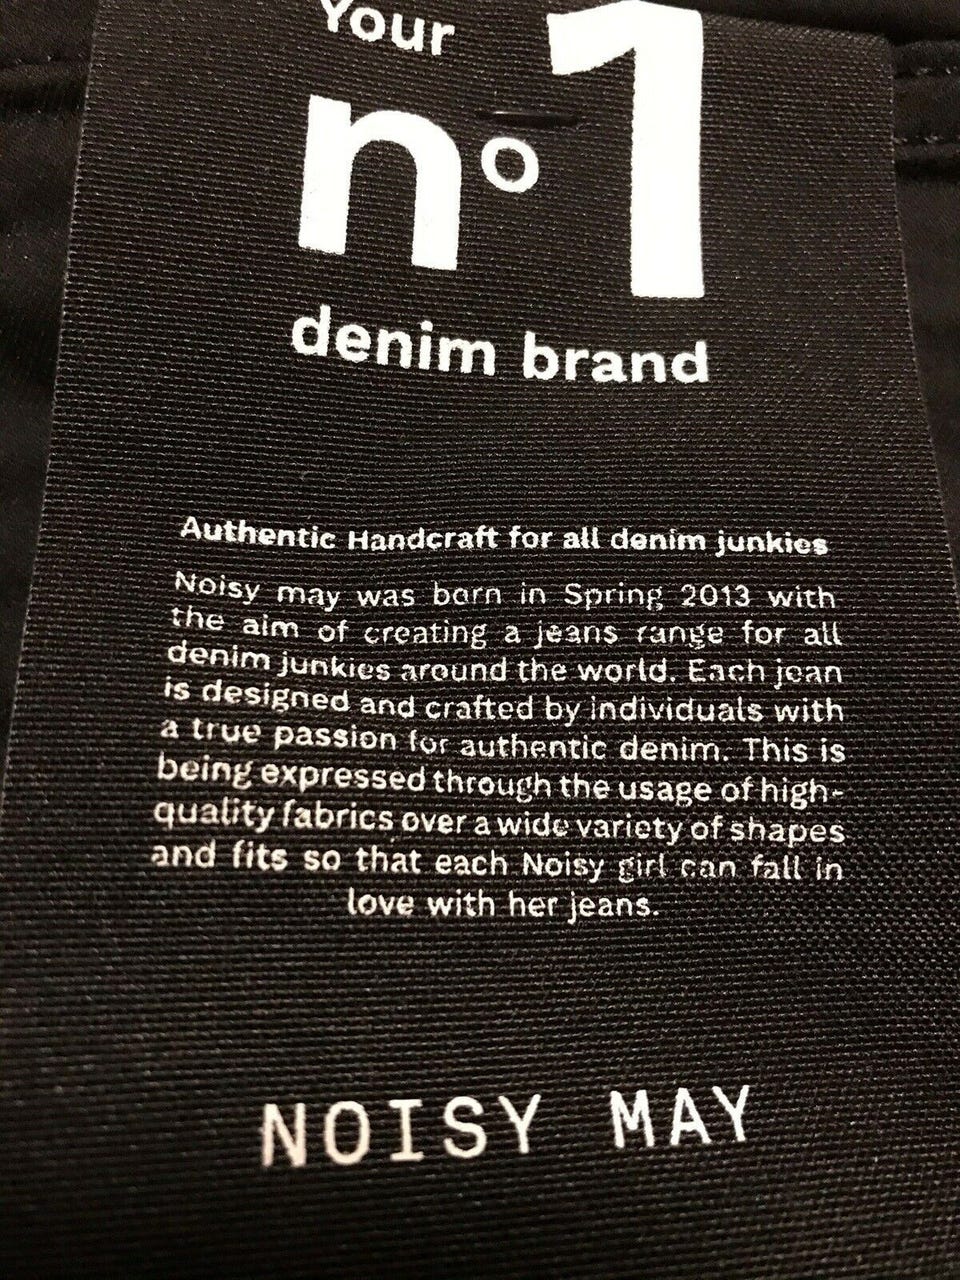 Your
nº1
denim brand
Authentic Handcraft for all denim junkies
Noisy may was born in Spring 2013 with
the aim of creating a jeans range for all
denim junkies around the world. Each jean
is designed and crafted by individuals with
a true passion for authentic denim. This is
being expressed through the usage of high-
quality fabrics over a wide variety of shapes
and fits so that each Noisy girl can fall in
love with her jeans.
NOISY MAY